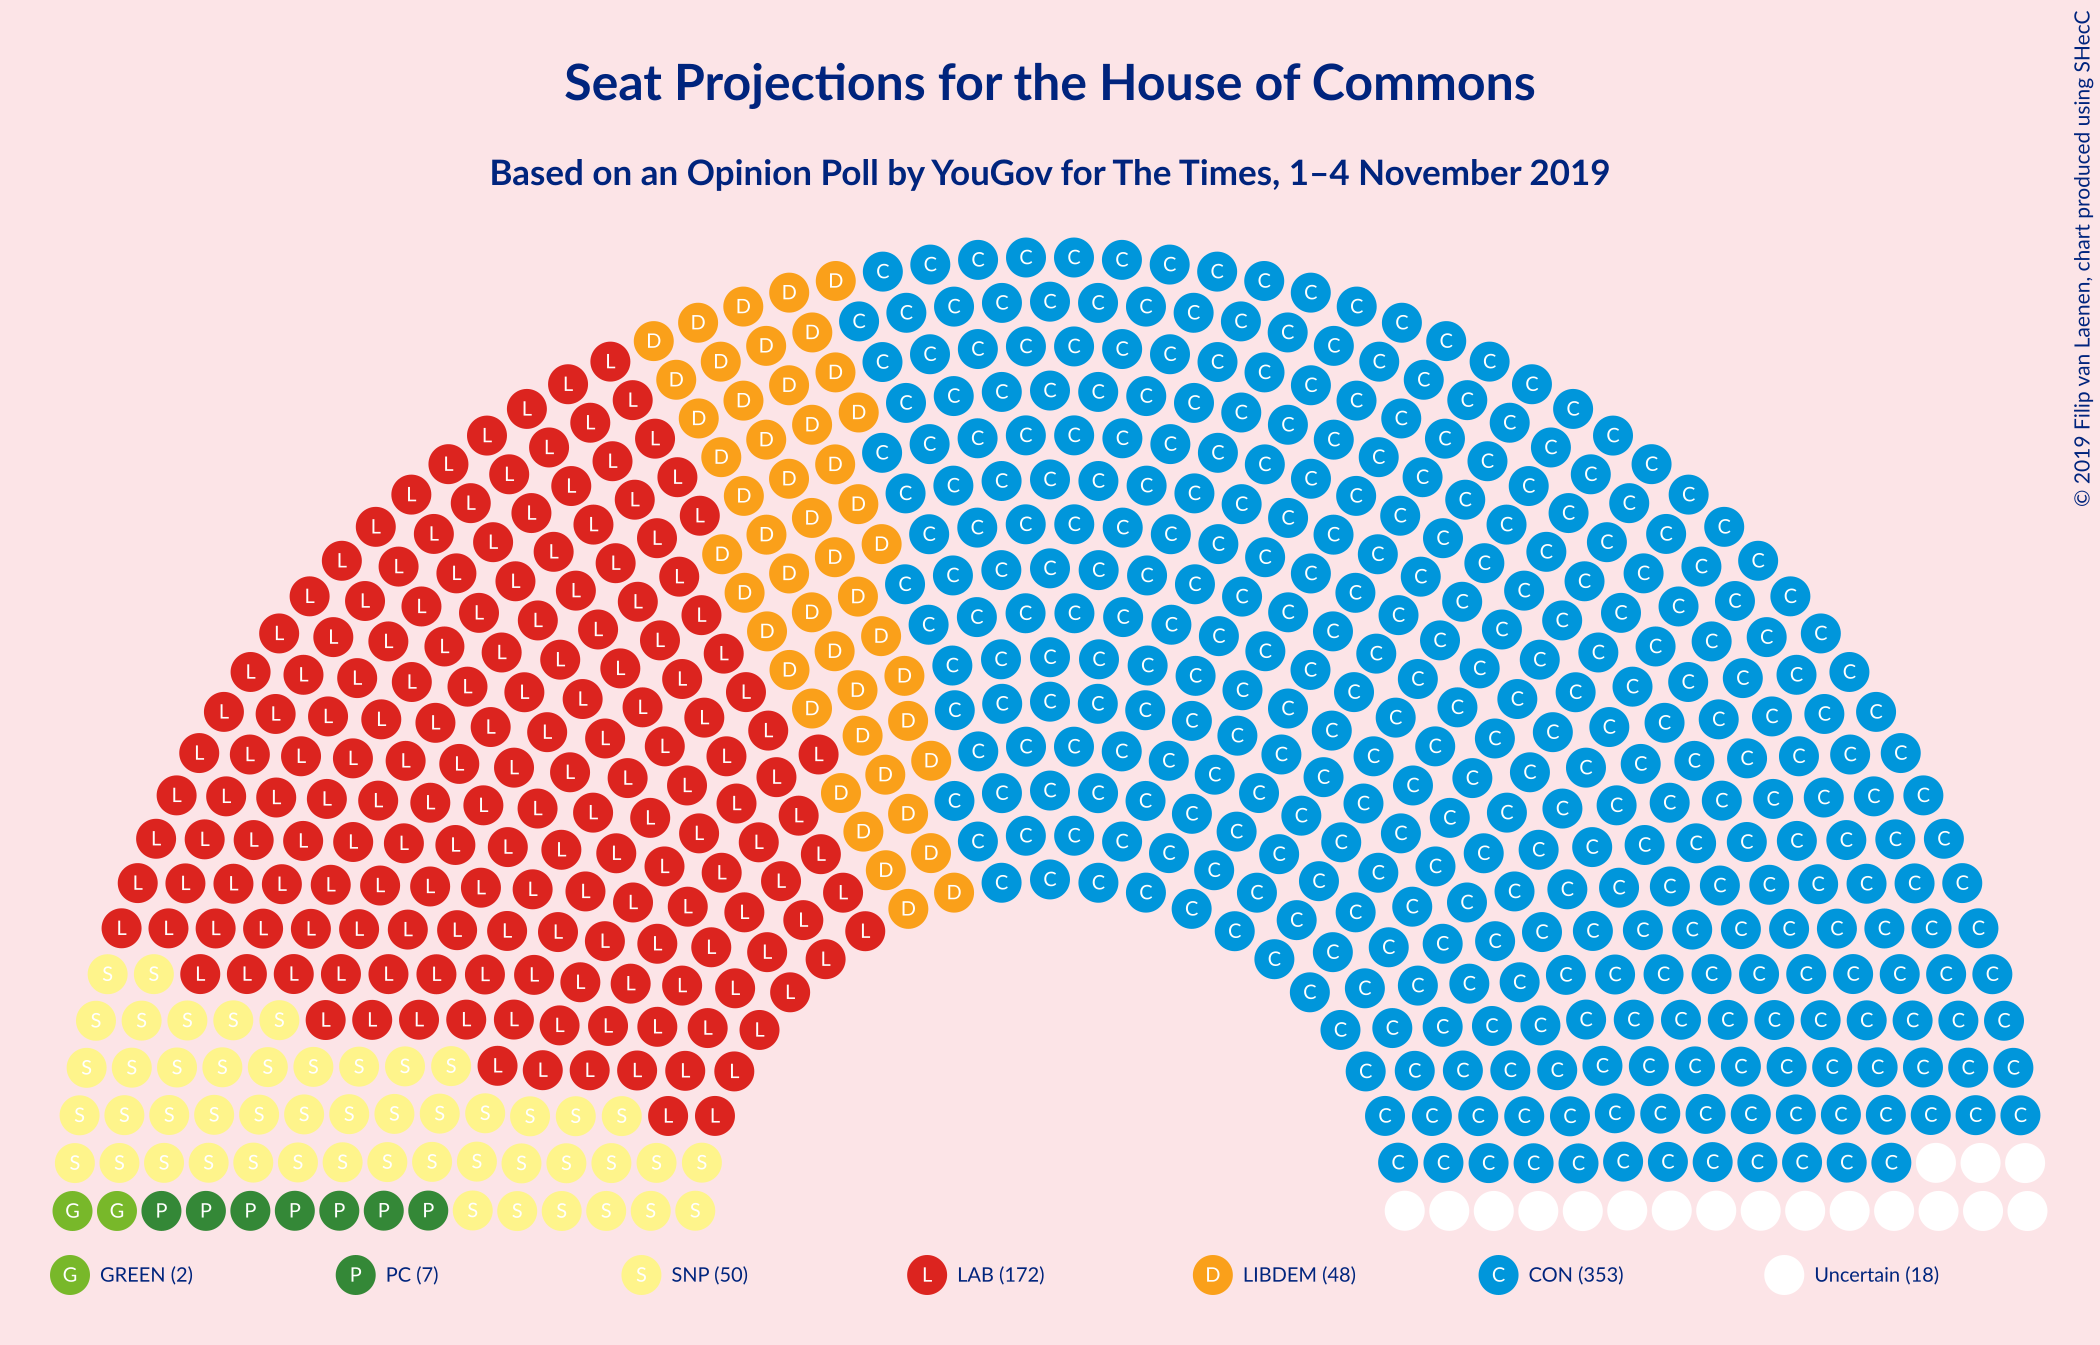 Seat Projections for the House of Commons
Based on an Opinion Poll by YouGov for The Times, 1–4 November 2019
© 2019 Filip van Laenen, chart produced using SHecC
G GREEN (2)
P PC (7)
S SNP (50)
L LAB (172)
D LIBDEM (48)
C CON (353)
Uncertain (18)